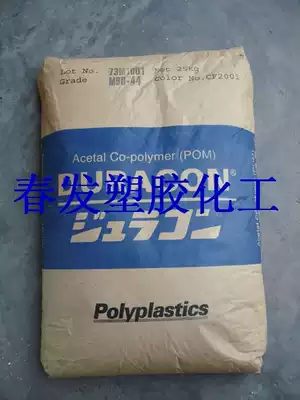 Lot No. 73M1001 Net 25kg
Grade M90-44 Color No. CF2001
Acetal Co-polymer (POM)
DURACON®
春发塑胶化工
ジュラコン
Polyplastics